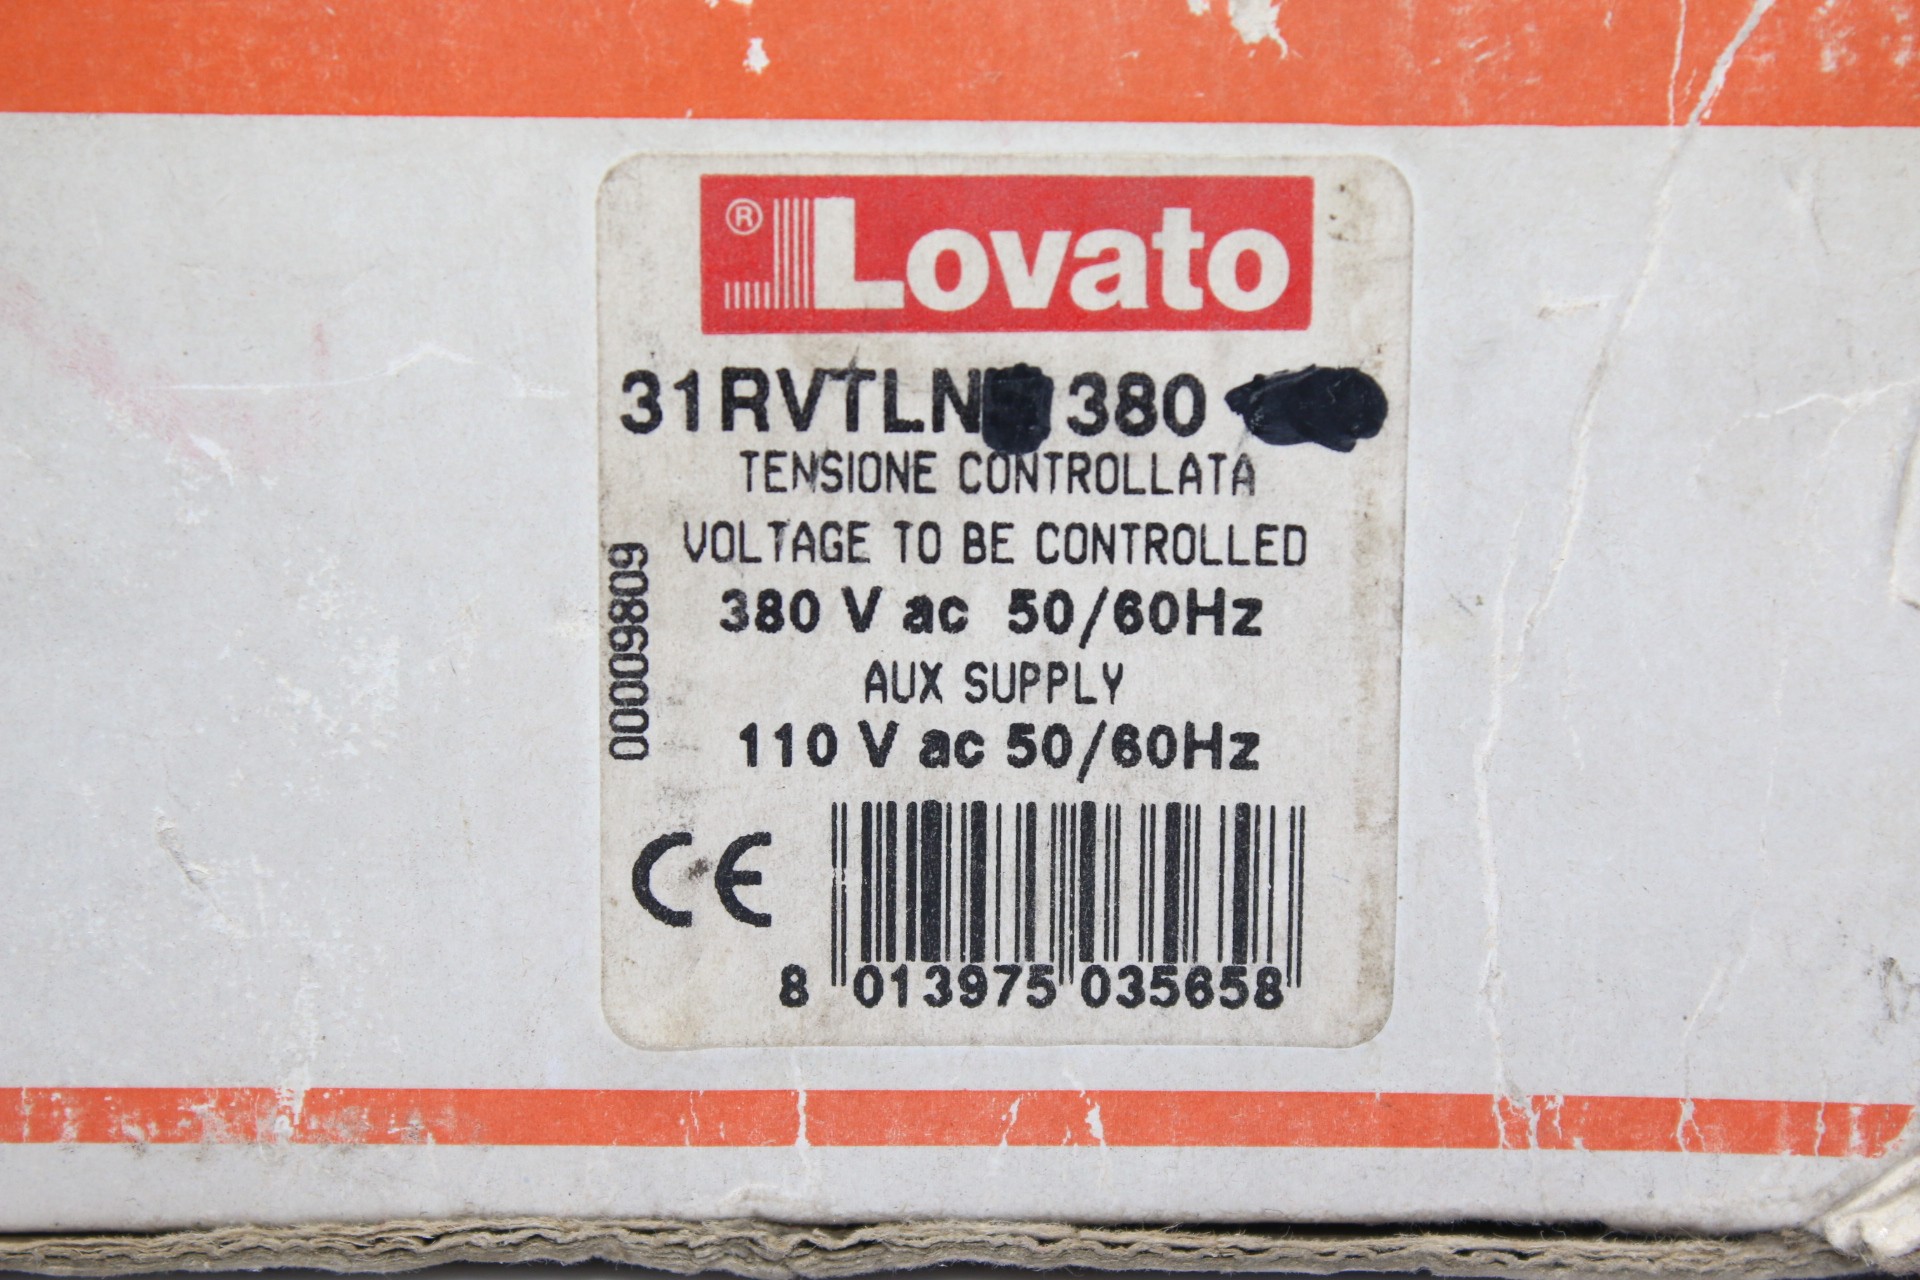 ® Lovato
31RVTLN 380
TENSIONE CONTROLLATA
VOLTAGE TO BE CONTROLLED
380 V ac 50/60Hz
AUX SUPPLY
110 V ac 50/60Hz
0000609809
CE
8 013975 035658